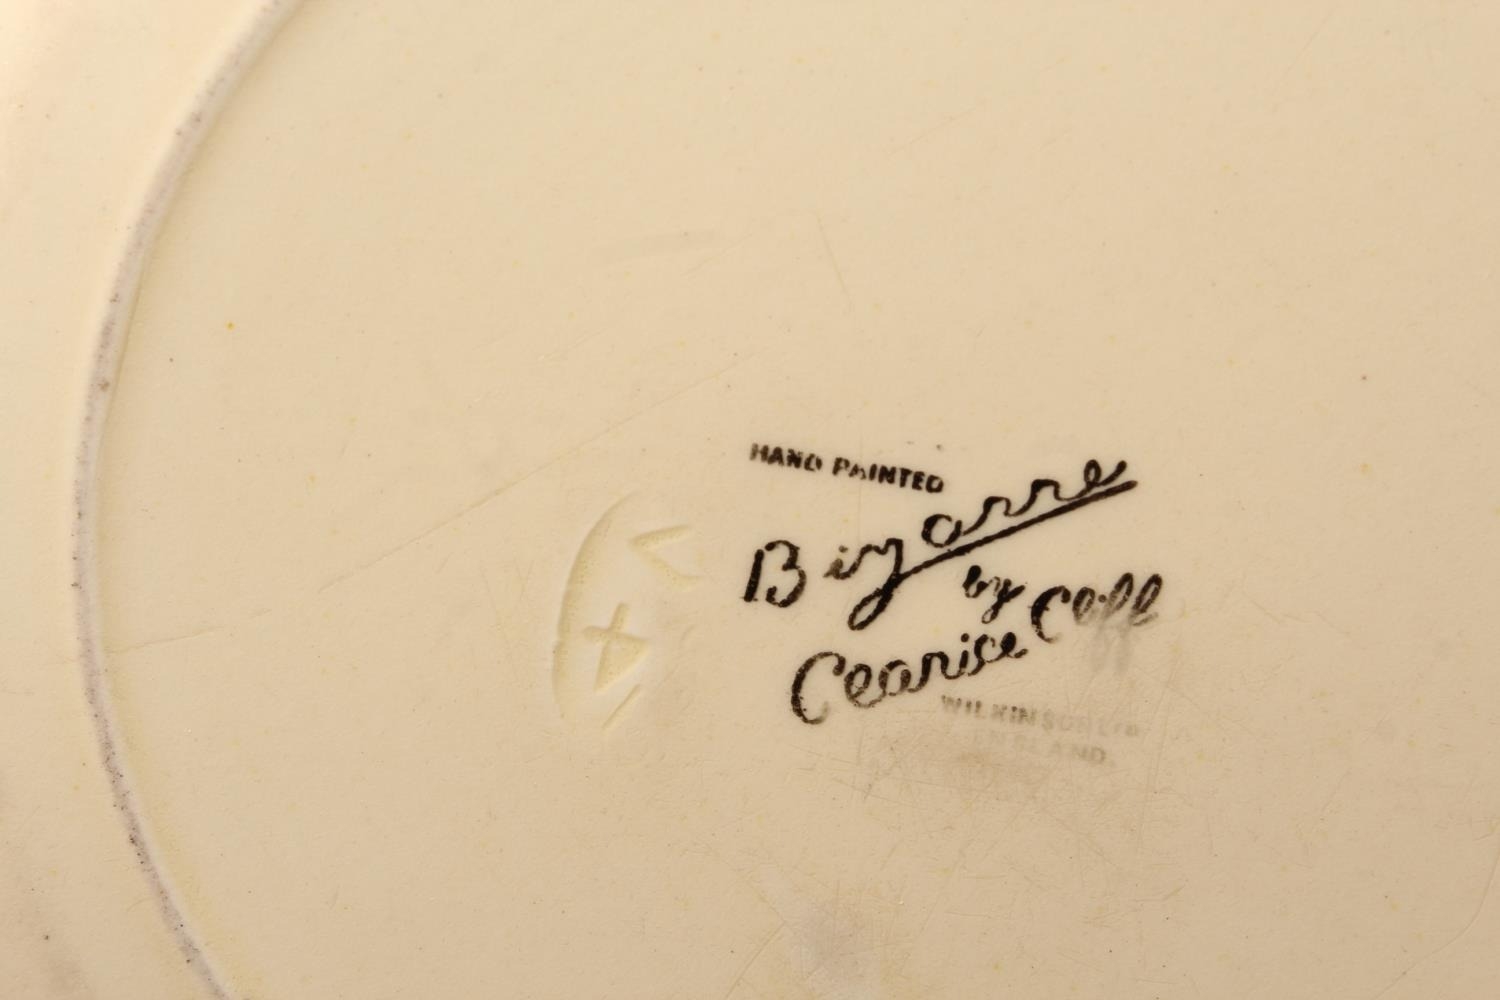 HAND PAINTED
Bizarre
by
Clarice Cliff
WILKINSON LTD
ENGLAND.